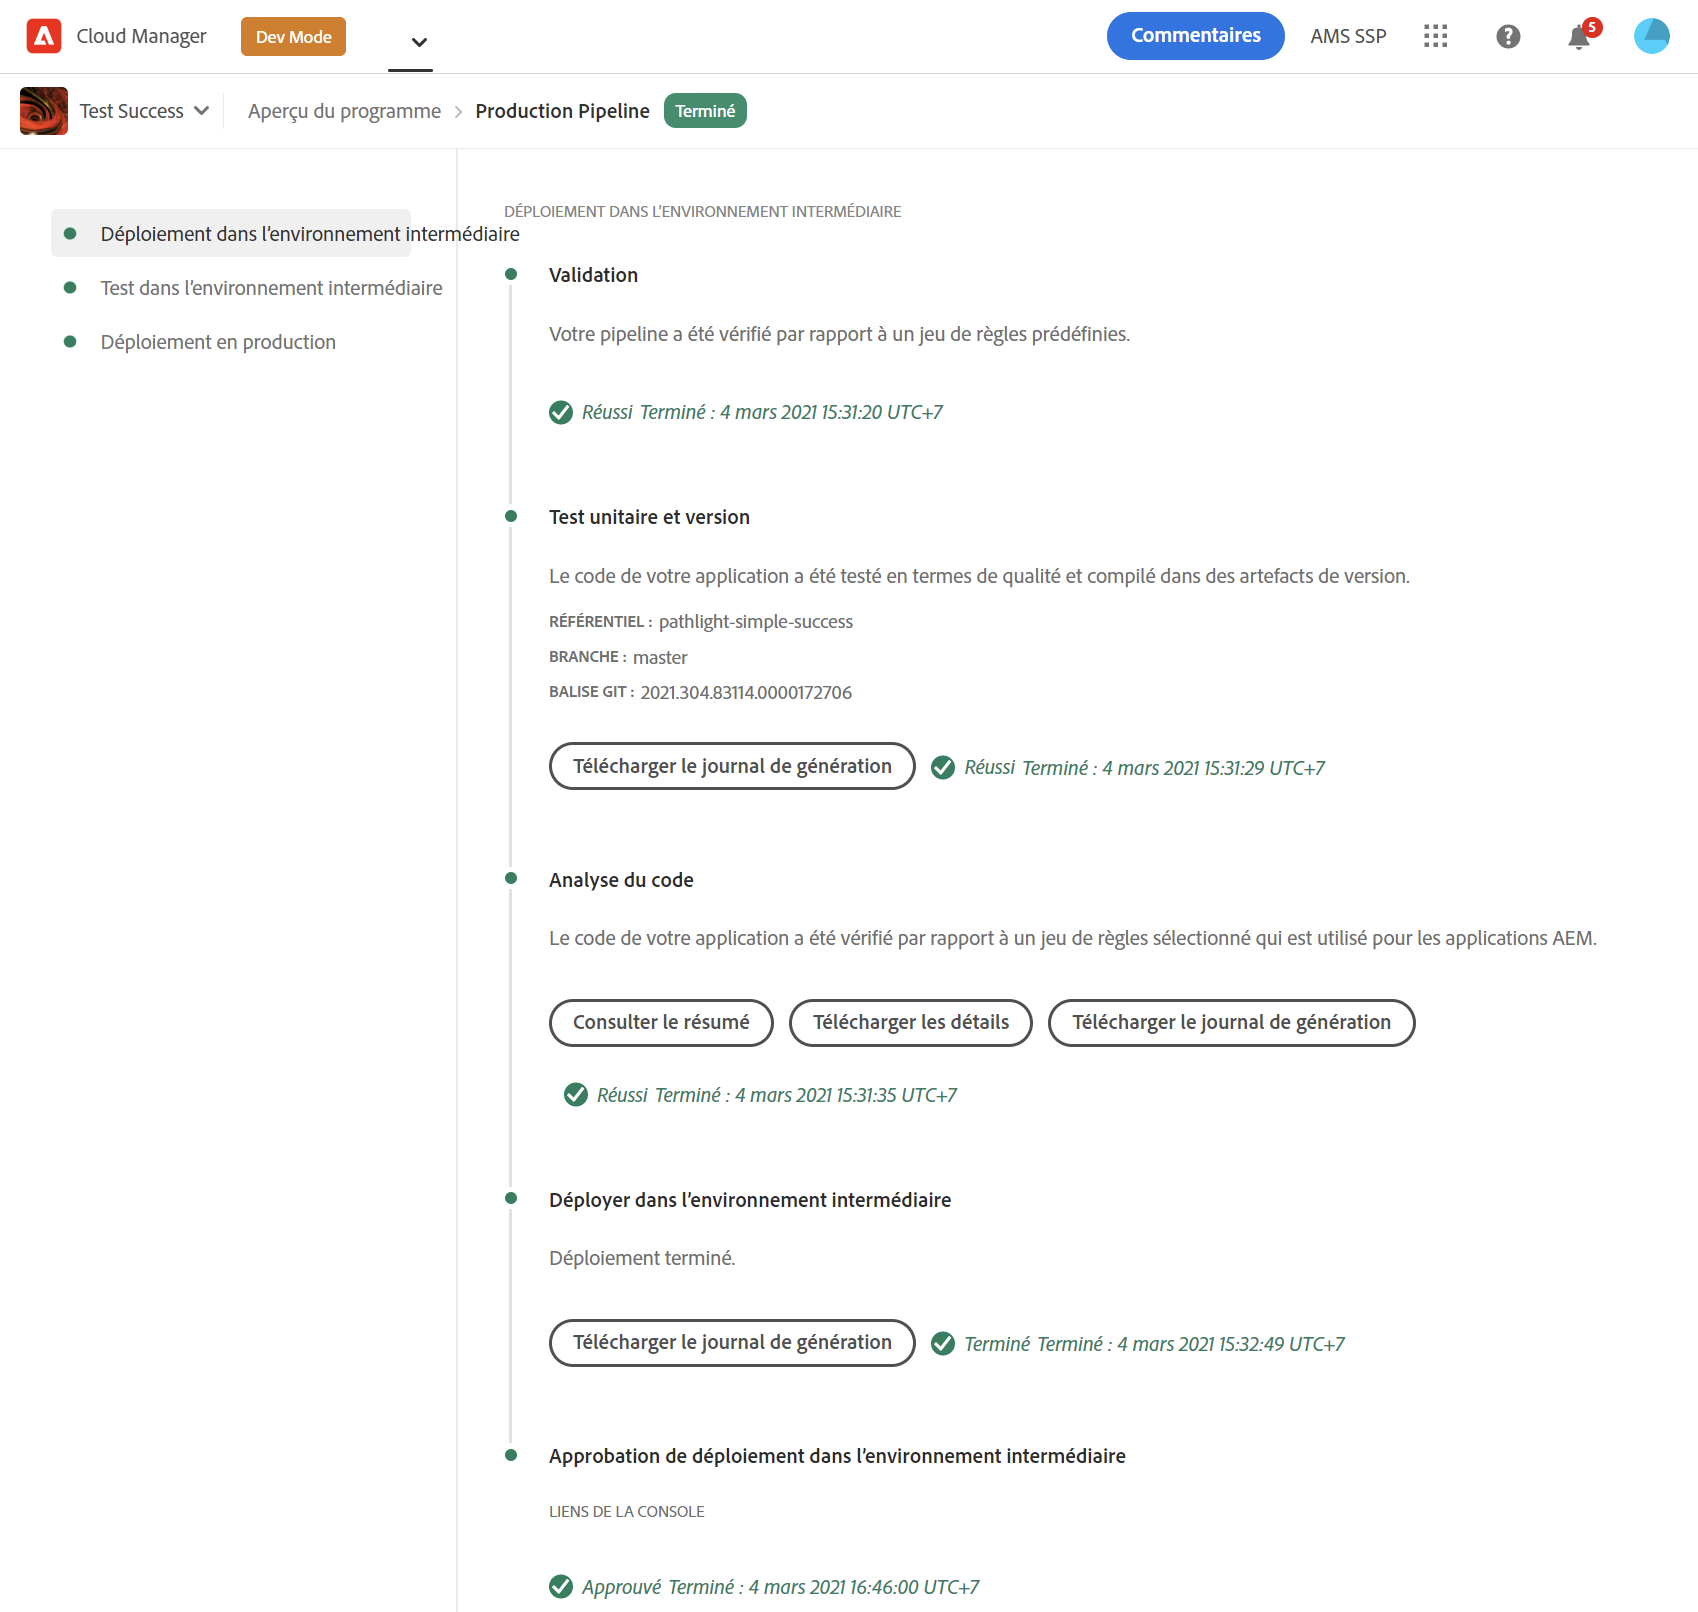 Cloud Manager
Dev Mode
Commentaires
AMS SSP
5
Test Success
Aperçu du programme
Production Pipeline
Terminé
Déploiement dans l’environnement intermédiaire
Test dans l’environnement intermédiaire
Déploiement en production
DÉPLOIEMENT DANS L’ENVIRONNEMENT INTERMÉDIAIRE
Validation
Votre pipeline a été vérifié par rapport à un jeu de règles prédéfinies.
Réussi Terminé : 4 mars 2021 15:31:20 UTC+7
Test unitaire et version
Le code de votre application a été testé en termes de qualité et compilé dans des artefacts de version.
RÉFÉRENTIEL : pathlight-simple-success
BRANCHE : master
BALISE GIT : 2021.304.83114.0000172706
Télécharger le journal de génération Réussi Terminé : 4 mars 2021 15:31:29 UTC+7
Analyse du code
Le code de votre application a été vérifié par rapport à un jeu de règles sélectionné qui est utilisé pour les applications AEM.
Consulter le résumé Télécharger les détails Télécharger le journal de génération
Réussi Terminé : 4 mars 2021 15:31:35 UTC+7
Déployer dans l’environnement intermédiaire
Déploiement terminé.
Télécharger le journal de génération Terminé Terminé : 4 mars 2021 15:32:49 UTC+7
Approbation de déploiement dans l’environnement intermédiaire
LIENS DE LA CONSOLE
Approuvé Terminé : 4 mars 2021 16:46:00 UTC+7